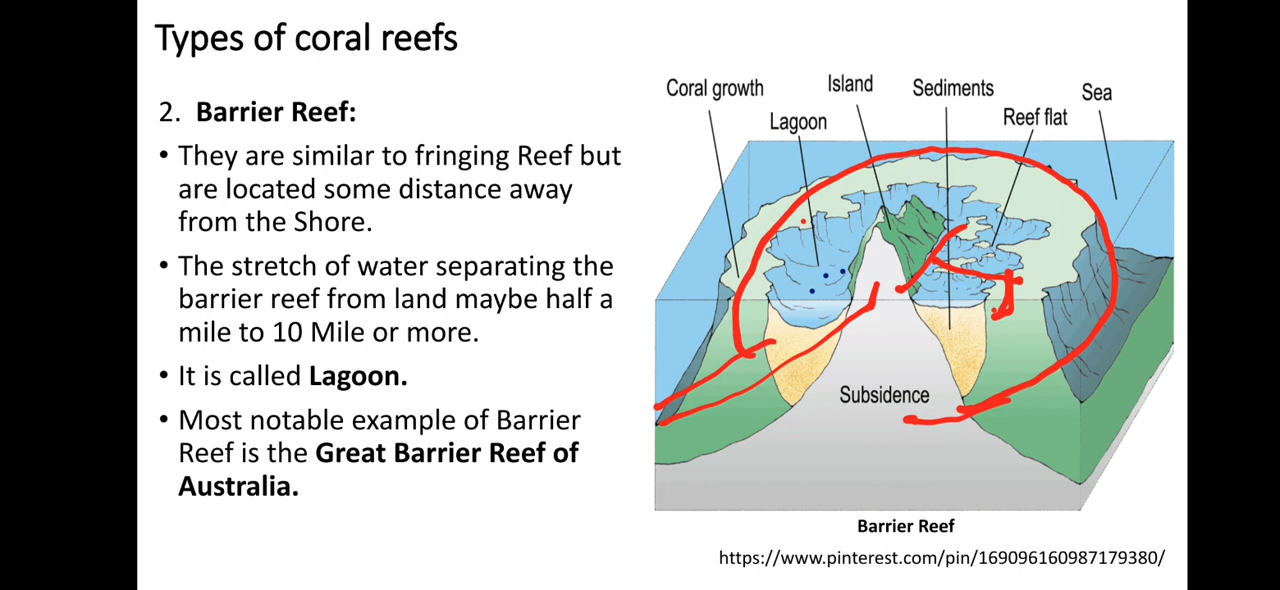 Types of coral reefs
2. Barrier Reef:
• They are similar to fringing Reef but
are located some distance away
from the Shore.
• The stretch of water separating the
barrier reef from land maybe half a
mile to 10 Mile or more.
• It is called Lagoon.
• Most notable example of Barrier
Reef is the Great Barrier Reef of
Australia.
Coral growth
Lagoon
Island
Sediments
Reef flat
Sea
Subsidence
Barrier Reef
https://www.pinterest.com/pin/169096160987179380/